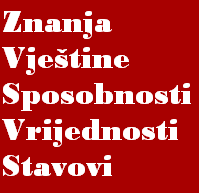 Znanja
Vještine
Sposobnosti
Vrijednosti
Stavovi